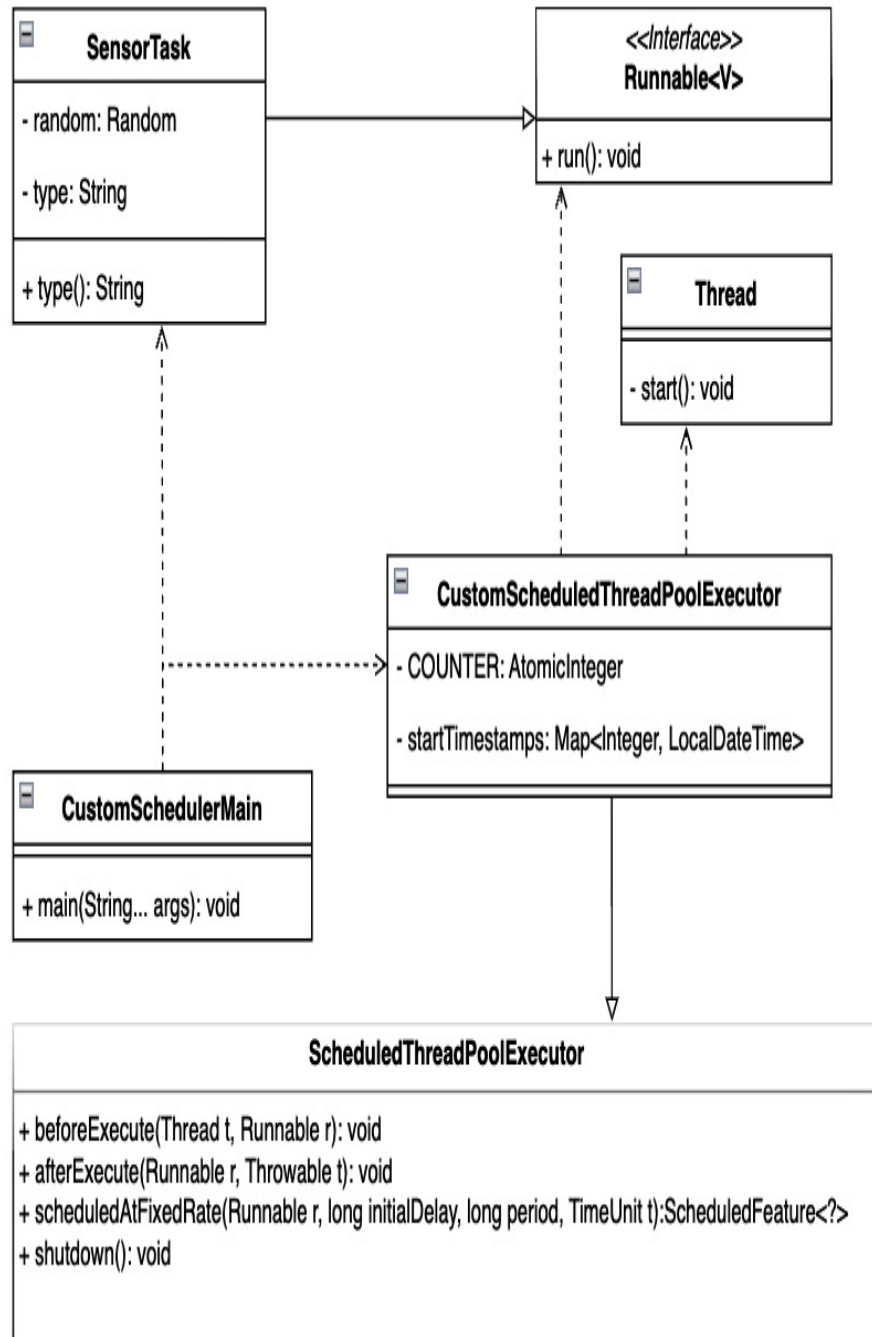 SensorTask
- random: Random
- type: String
+ type(): String
<<Interface>>
Runnable<V>
+ run(): void
Thread
- start(): void
CustomScheduledThreadPoolExecutor
- COUNTER: AtomicInteger
- startTimestamps: Map<Integer, LocalDateTime>
CustomSchedulerMain
+ main(String... args): void
ScheduledThreadPoolExecutor
+ beforeExecute(Thread t, Runnable r): void
+ afterExecute(Runnable r, Throwable t): void
+ scheduledAtFixedRate(Runnable r, long initialDelay, long period, TimeUnit t):ScheduledFeature<?>
+ shutdown(): void